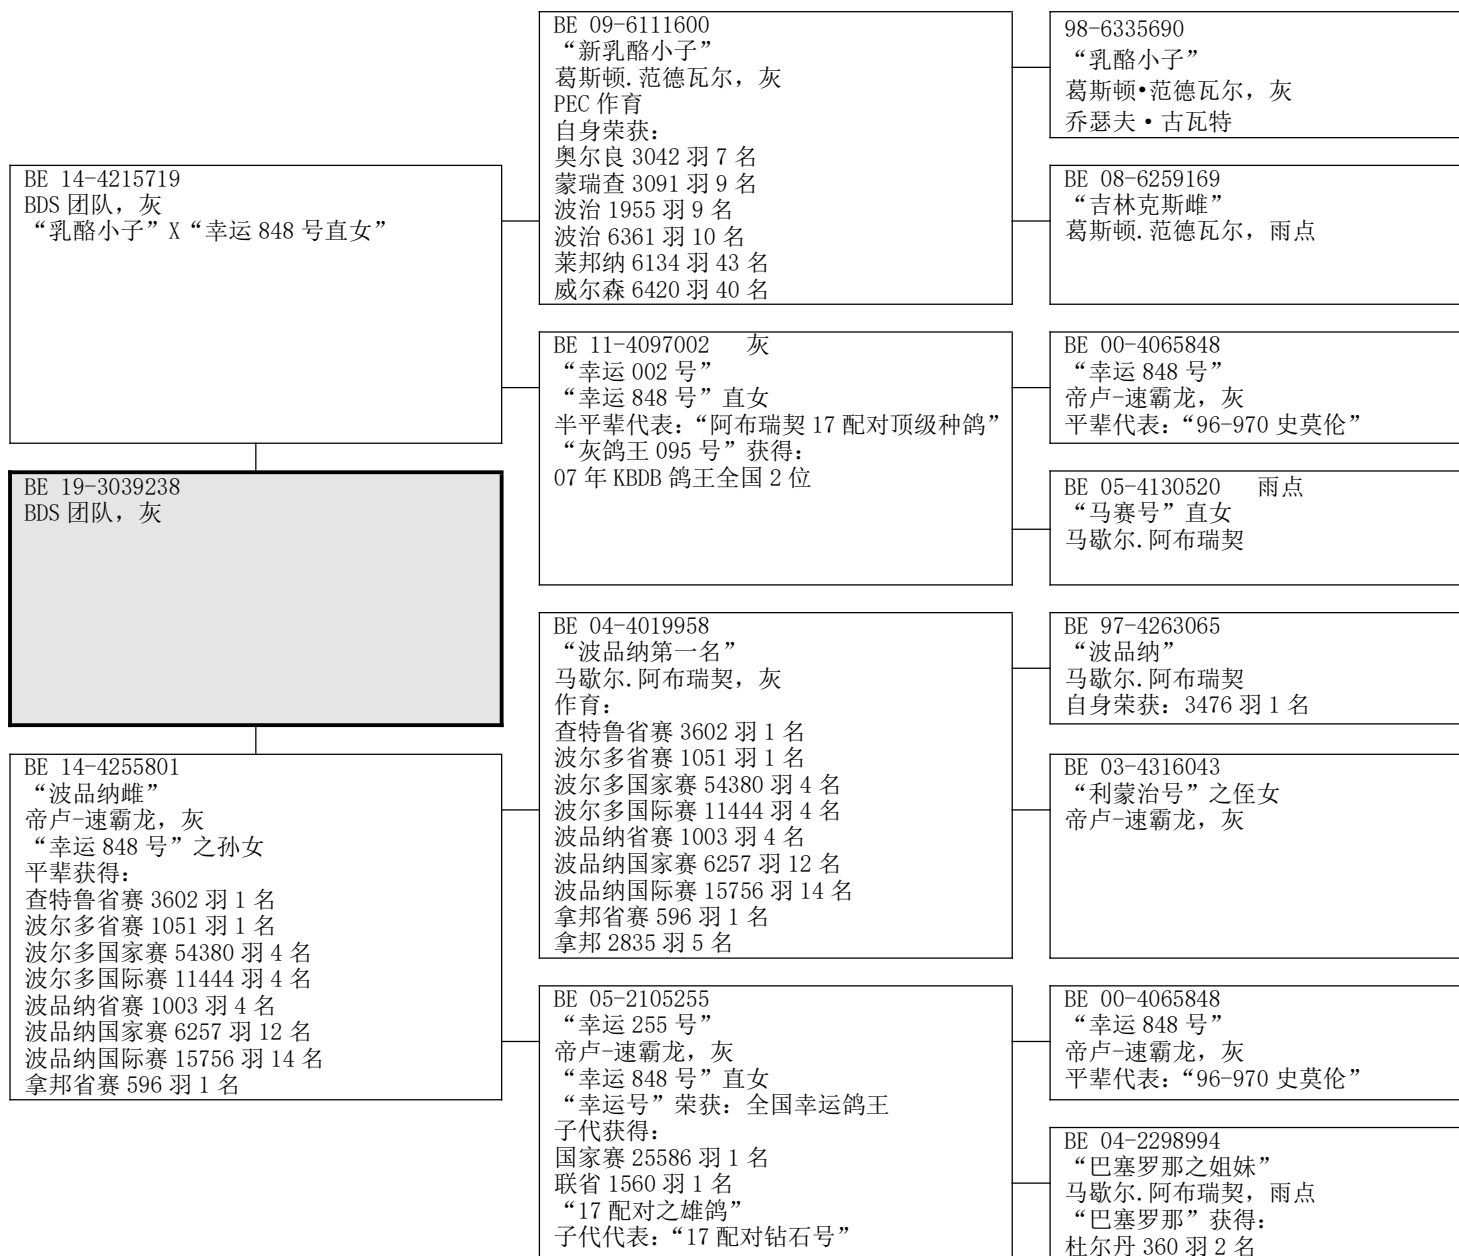 BE 14-4215719
BDS 团队，灰
“乳酪小子”X“幸运 848 号直女”
BE 19-3039238
BDS 团队，灰
BE 14-4255801
“波品纳雌”
帝卢-速霸龙，灰
“幸运 848 号”之孙女
平辈获得：
查特鲁省赛 3602 羽 1 名
波尔多省赛 1051 羽 1 名
波尔多国家赛 54380 羽 4 名
波尔多国际赛 11444 羽 4 名
波品纳省赛 1003 羽 4 名
波品纳国家赛 6257 羽 12 名
波品纳国际赛 15756 羽 14 名
拿邦省赛 596 羽 1 名
BE 09-6111600
“新乳酪小子”
葛斯顿.范德瓦尔，灰
PEC 作育
自身荣获：
奥尔良 3042 羽 7 名
蒙瑞查 3091 羽 9 名
波治 1955 羽 9 名
波治 6361 羽 10 名
莱邦纳 6134 羽 43 名
威尔森 6420 羽 40 名
BE 11-4097002 灰
“幸运 002 号”
“幸运 848 号”直女
半平辈代表：“阿布瑞契 17 配对顶级种鸽”
“灰鸽王 095 号”获得：
07 年 KBDB 鸽王全国 2 位
BE 04-4019958
“波品纳第一名”
马歇尔.阿布瑞契，灰
作育：
查特鲁省赛 3602 羽 1 名
波尔多省赛 1051 羽 1 名
波尔多国家赛 54380 羽 4 名
波尔多国际赛 11444 羽 4 名
波品纳省赛 1003 羽 4 名
波品纳国家赛 6257 羽 12 名
波品纳国际赛 15756 羽 14 名
拿邦省赛 596 羽 1 名
拿邦 2835 羽 5 名
BE 05-2105255
“幸运 255 号”
帝卢-速霸龙，灰
“幸运 848 号”直女
“幸运号”荣获：全国幸运鸽王
子代获得：
国家赛 25586 羽 1 名
联省 1560 羽 1 名
“17 配对之雄鸽”
子代代表：“17 配对钻石号”
98-6335690
“乳酪小子”
葛斯顿•范德瓦尔，灰
乔瑟夫•古瓦特
BE 08-6259169
“吉林克斯雌”
葛斯顿.范德瓦尔，雨点
BE 00-4065848
“幸运 848 号”
帝卢-速霸龙，灰
平辈代表：“96-970 史莫伦”
BE 05-4130520 雨点
“马赛号”直女
马歇尔.阿布瑞契
BE 97-4263065
“波品纳”
马歇尔.阿布瑞契
自身荣获：3476 羽 1 名
BE 03-4316043
“利蒙治号”之侄女
帝卢-速霸龙，灰
BE 00-4065848
“幸运 848 号”
帝卢-速霸龙，灰
平辈代表：“96-970 史莫伦”
BE 04-2298994
“巴塞罗那之姐妹”
马歇尔.阿布瑞契，雨点
“巴塞罗那”获得：
杜尔丹 360 羽 2 名